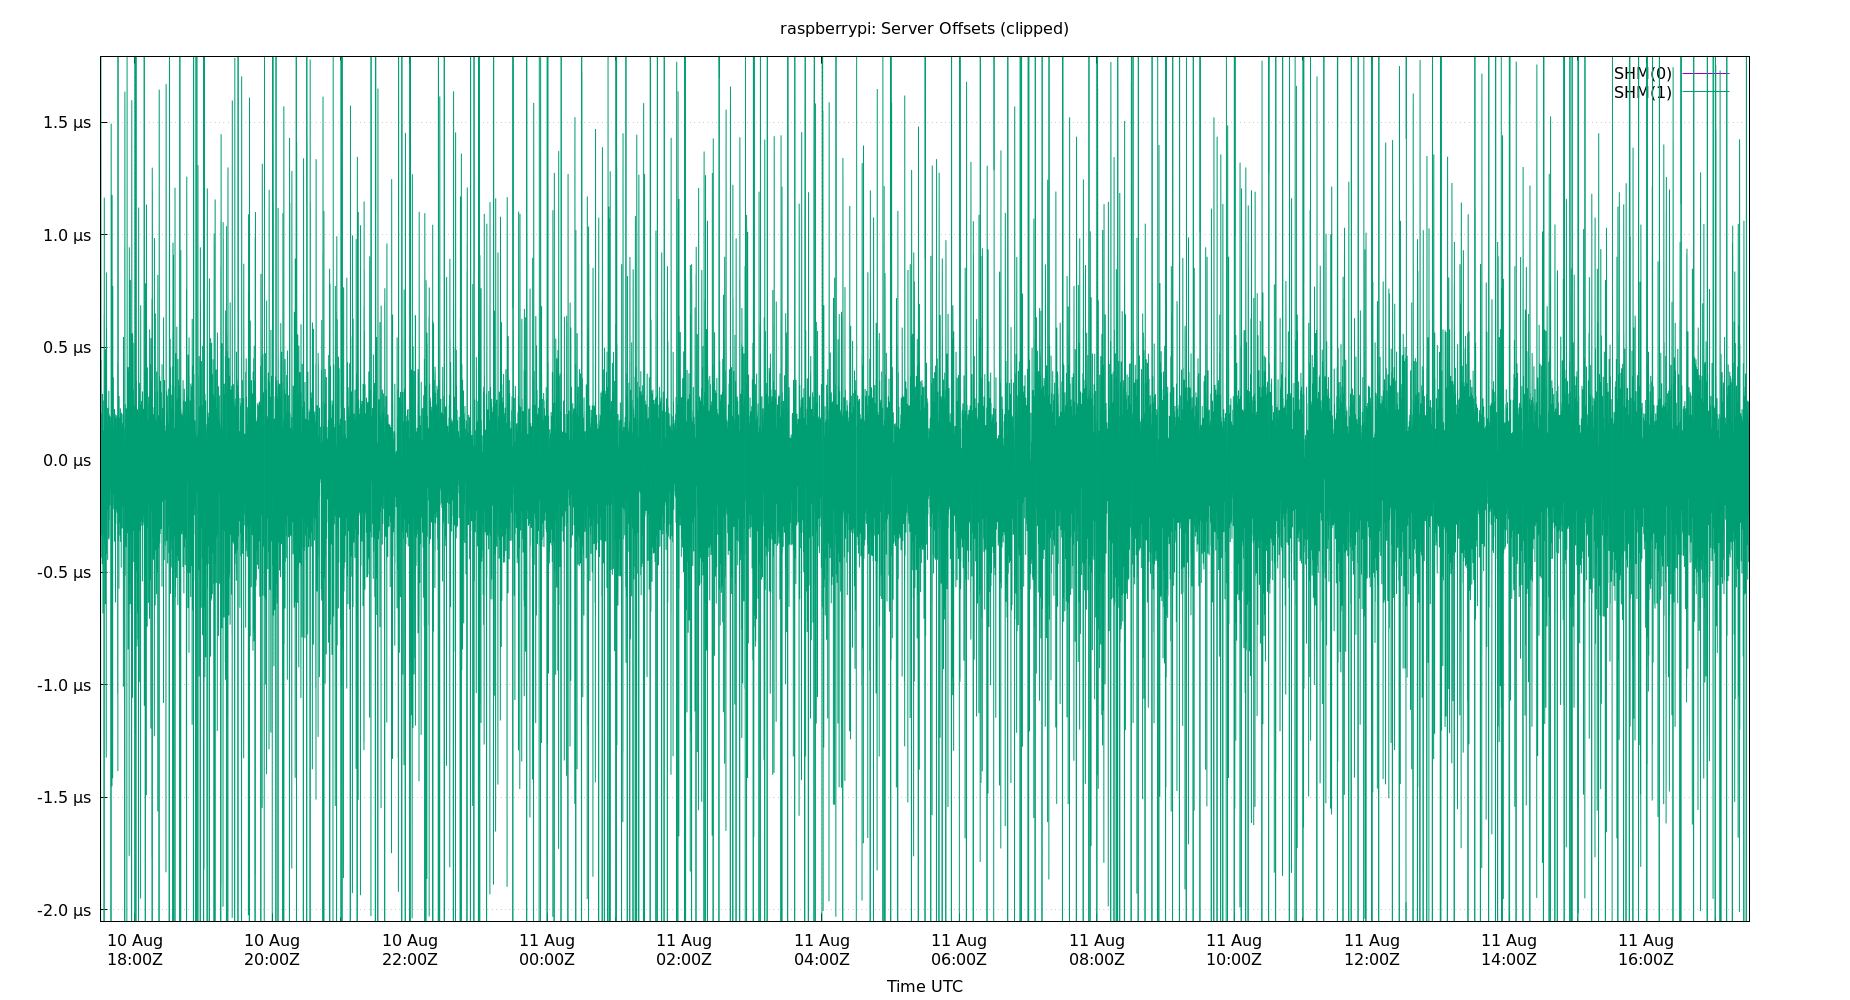 raspberrypi: Server Offsets (clipped)
SHM(0)
SHM(1)
1.5 µs
1.0 µs
0.5 µs
0.0 µs
-0.5 µs
-1.0 µs
-1.5 µs
-2.0 µs
10 Aug 10 Aug 10 Aug 11 Aug 11 Aug 11 Aug 11 Aug 11 Aug 11 Aug 11 Aug 11 Aug 11 Aug
18:00Z 20:00Z 22:00Z 00:00Z 02:00Z 04:00Z 06:00Z 08:00Z 10:00Z 12:00Z 14:00Z 16:00Z
Time UTC